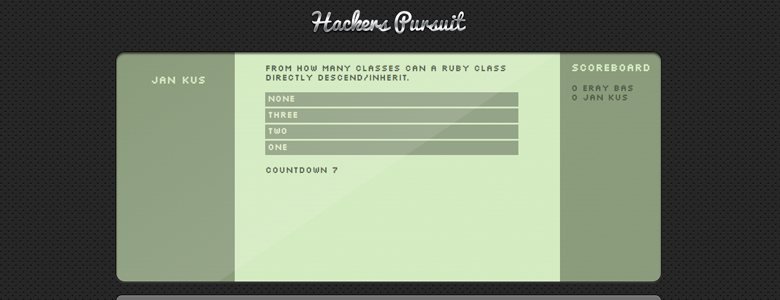 Hackers Pursuit
JAN KUS
FROM HOW MANY CLASSES CAN A RUBY CLASS
DIRECTLY DESCEND/INHERIT.
NONE
THREE
TWO
ONE
COUNTDOWN 7
SCOREBOARD
0 ERAY BAS
0 JAN KUS